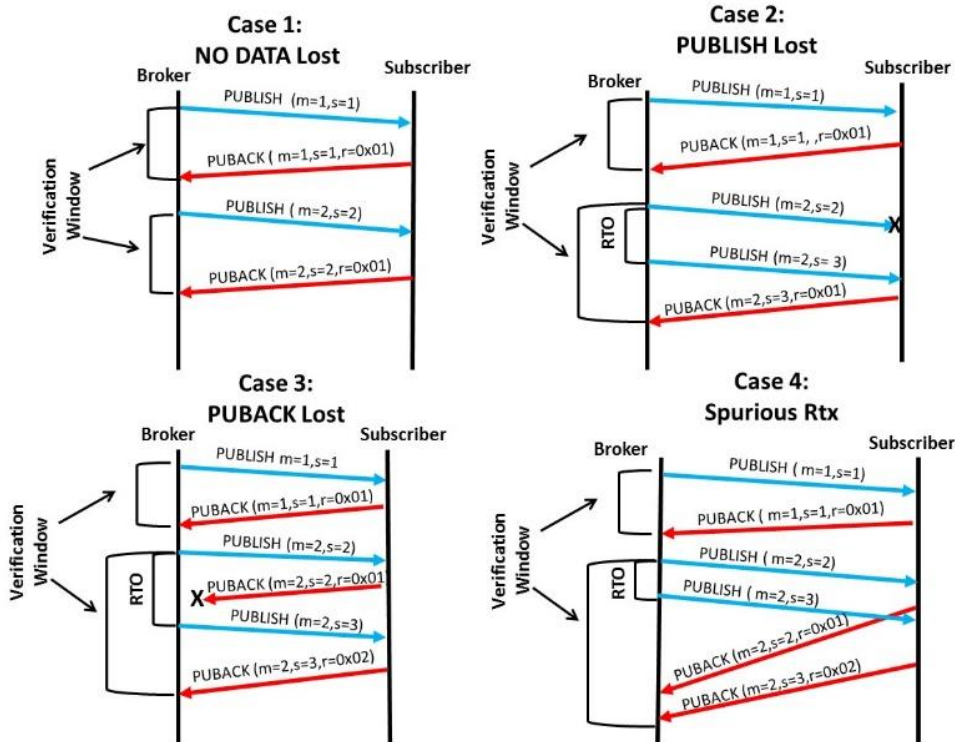 Case 1:
NO DATA Lost
Broker
Subscriber
PUBLISH (m=1,s=1)
PUBACK ( m=1,s=1,r=0x01)
PUBLISH ( m=2,s=2)
PUBACK (m=2,s=2,r=0x01)
Verification
Window
Case 2:
PUBLISH Lost
Broker
Subscriber
PUBLISH (m=1,s=1)
PUBACK (m=1,s=1, ,r=0x01)
PUBLISH (m=2,s=2)
X
RTO
PUBLISH (m=2,s= 3)
PUBACK (m=2,s=3,r=0x01)
Verification
Window
Case 3:
PUBACK Lost
Broker
Subscriber
PUBLISH m=1,s=1
PUBACK (m=1,s=1,r=0x01)
PUBLISH (m=2,s=2)
PUBACK (m=2,s=2,r=0x01
X
RTO
PUBLISH (m=2,s=3)
PUBACK (m=2,s=3,r=0x02)
Verification
Window
Case 4:
Spurious Rtx
Broker
Subscriber
PUBLISH ( m=1,s=1)
PUBACK ( m=1,s=1,r=0x01)
PUBLISH ( m=2,s=2)
RTO
PUBLISH (m=2,s=3)
PUBACK (m=2,s=2,r=0x01)
PUBACK (m=2,s=3,r=0x02)
Verification
Window